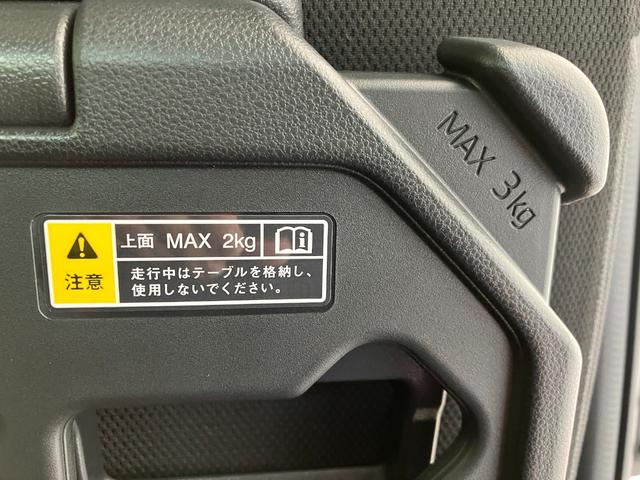 MAX 3kg
注意
上面 MAX 2kg
走行中はテーブルを格納し、
使用しないでください。